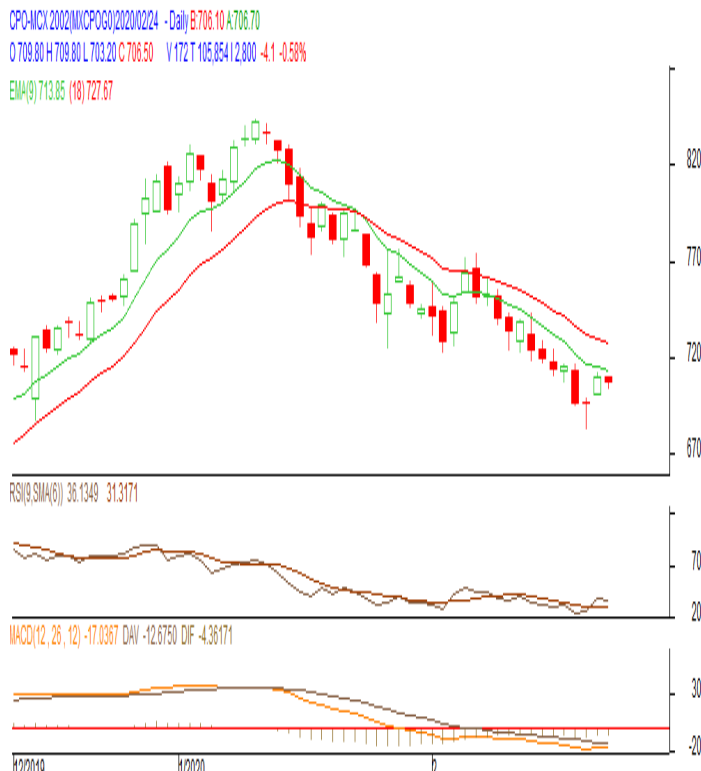 CPO-MCX 2002(MXCPOG0)2020/02/24 - Daily B:706.10 A:706.70
O 709.80 H 709.80 L 703.20 C 706.50 V 172 T 105,854 I 2,800 -4.1 -0.58%
EMA(9) 713.85 (18) 727.67
820
770
720
670
RSI(9,SMA(6)) 36.1349 31.3171
70
20
MACD(12 , 26 , 12) -17.0367 DAV -12.6750 DIF -4.36171
30
-20
12/2019 1/2020 2